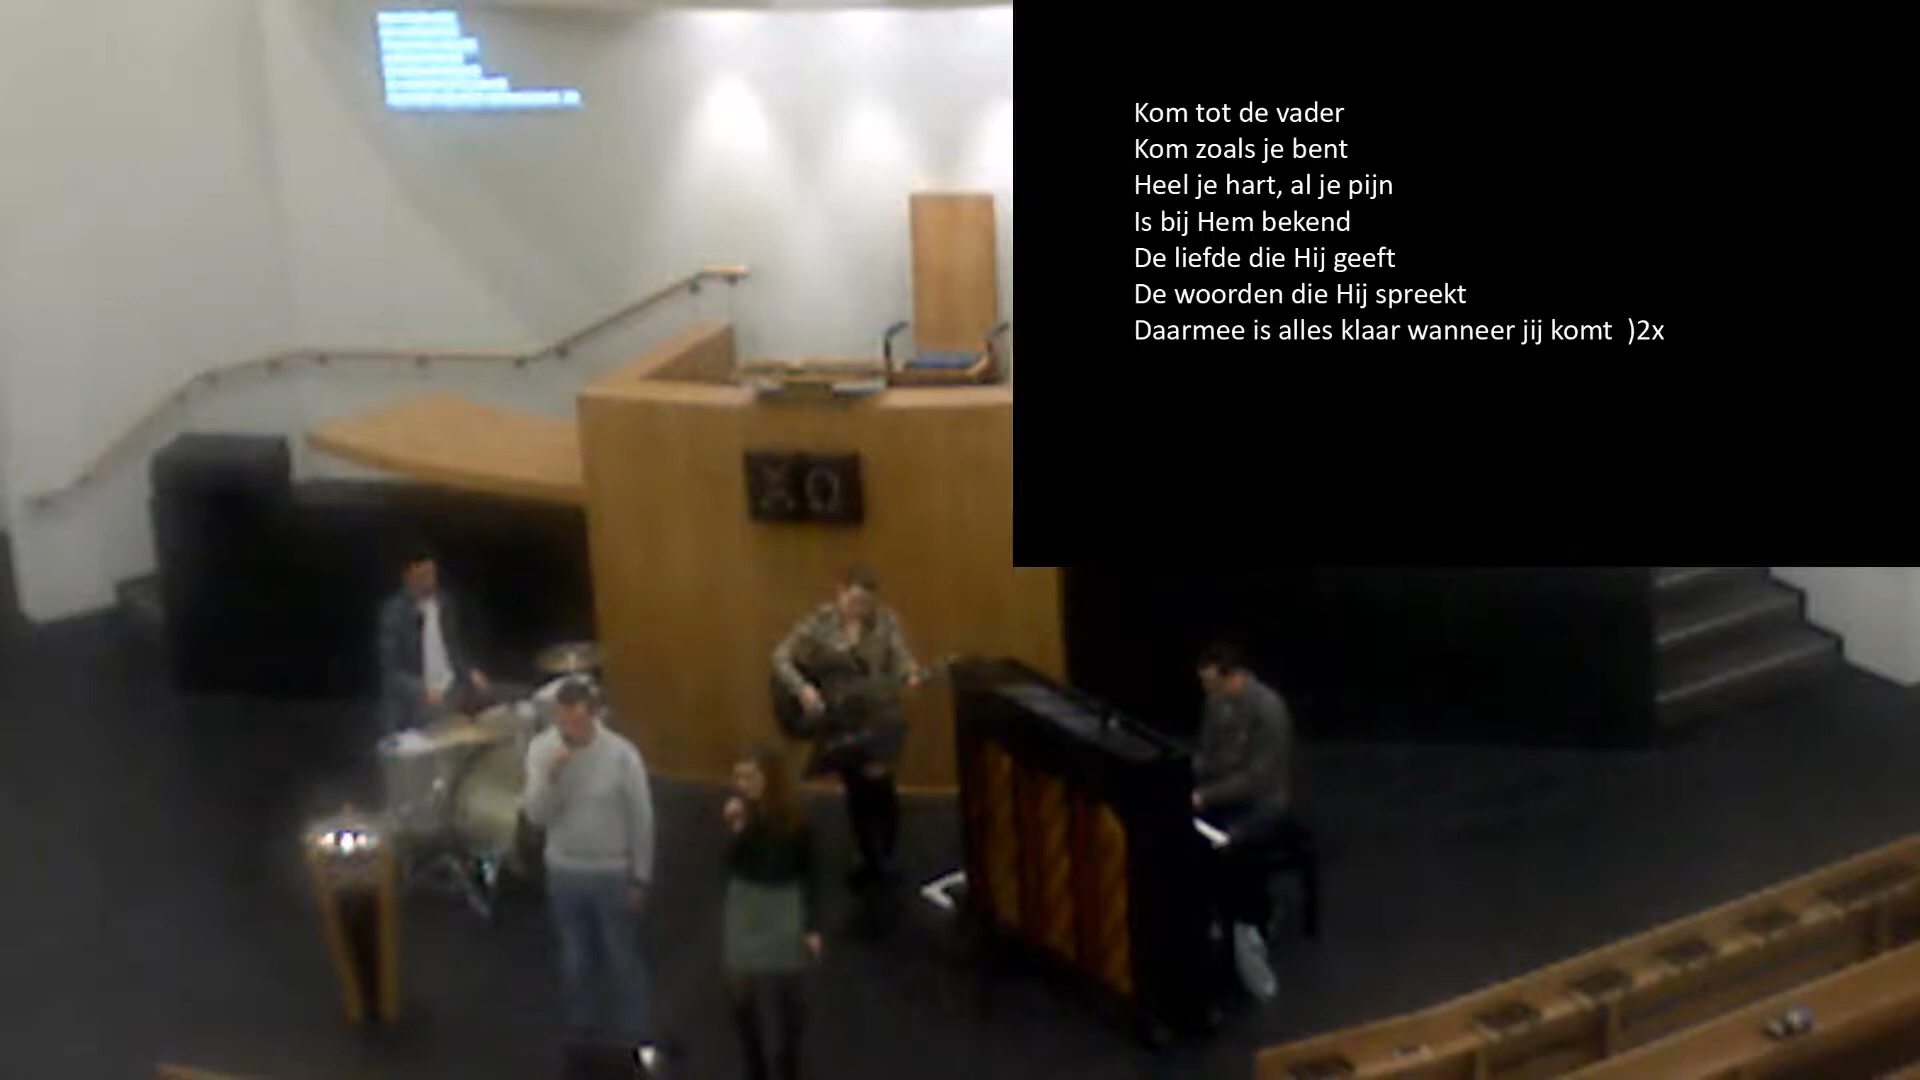 Kom tot de vader
Kom zoals je bent
Heel je hart, al je pijn
Is bij Hem bekend
De liefde die Hij geeft
De woorden die Hij spreekt
Daarmee is alles klaar wanneer jij komt  )2x